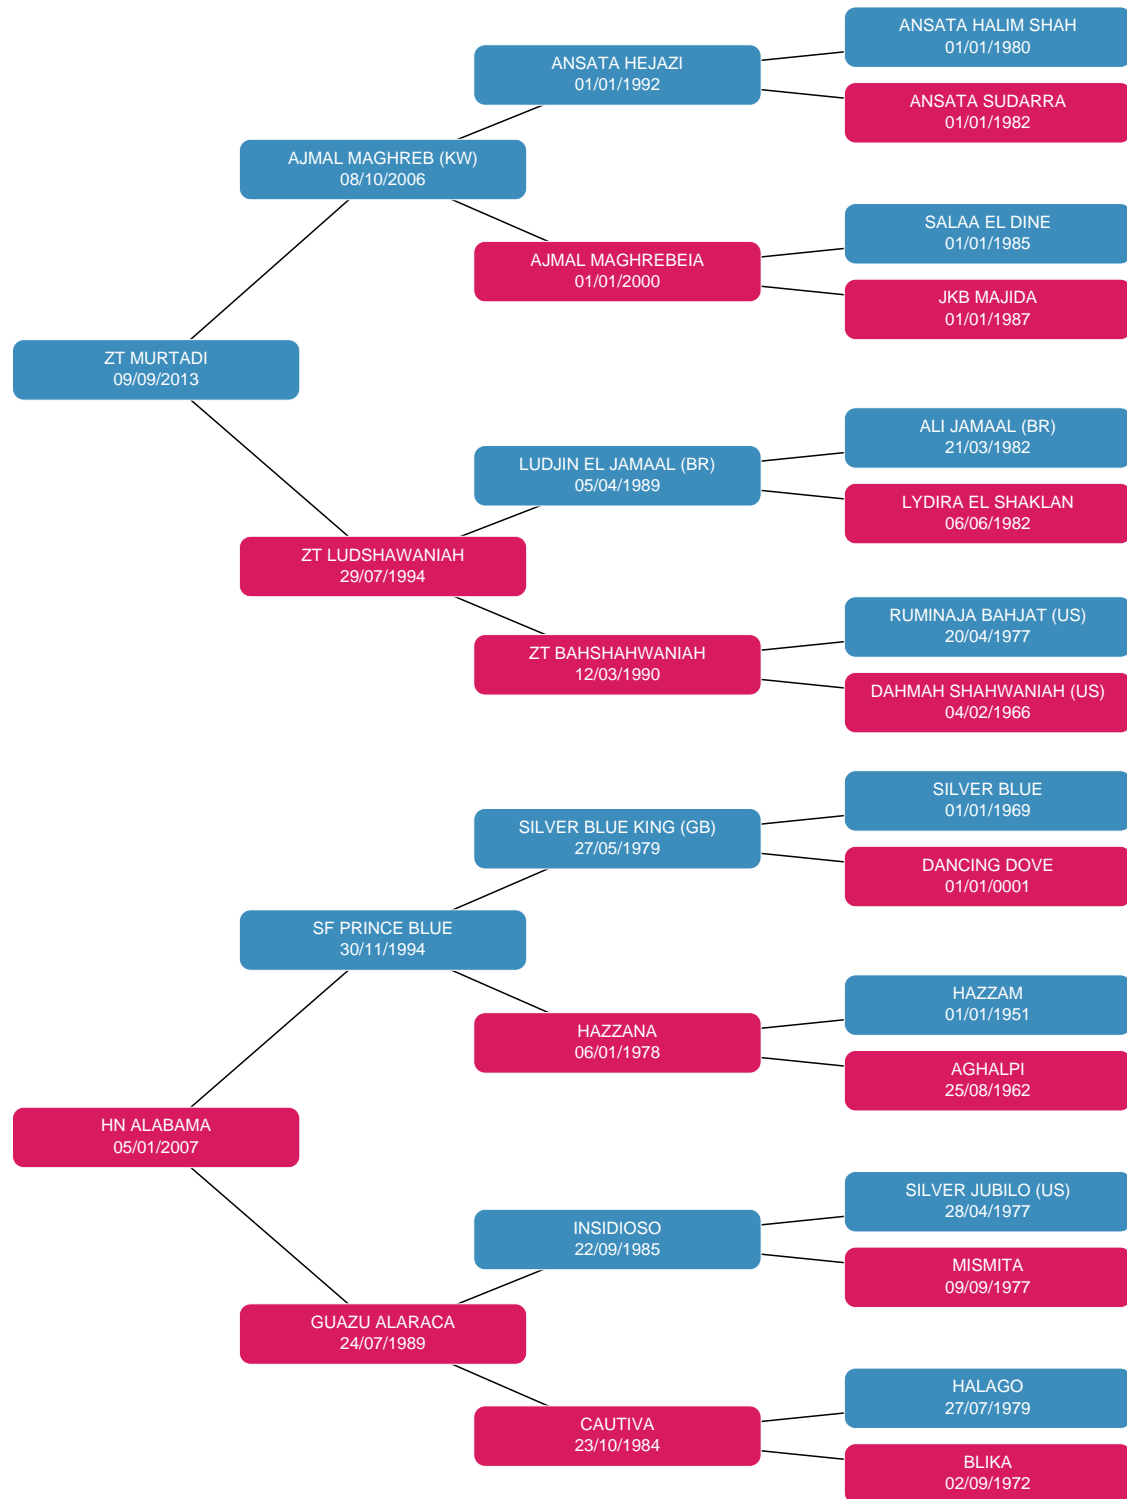 ANSATA HALIM SHAH
01/01/1980
ANSATA HEJAZI
01/01/1992
ANSATA SUDARRA
01/01/1982
AJMAL MAGHREB (KW)
08/10/2006
SALAA EL DINE
01/01/1985
AJMAL MAGHREBEIA
01/01/2000
JKB MAJIDA
01/01/1987
ZT MURTADI
09/09/2013
ALI JAMAAL (BR)
21/03/1982
LUDJIN EL JAMAAL (BR)
05/04/1989
LYDIRA EL SHAKLAN
06/06/1982
ZT LUDSHAWANIAH
29/07/1994
RUMINAJA BAHJAT (US)
20/04/1977
ZT BAHSHAHWANIAH
12/03/1990
DAHMAH SHAHWANIAH (US)
04/02/1966
SILVER BLUE
01/01/1969
SILVER BLUE KING (GB)
27/05/1979
DANCING DOVE
01/01/0001
SF PRINCE BLUE
30/11/1994
HAZZAM
01/01/1951
HAZZANA
06/01/1978
AGHALPI
25/08/1962
HN ALABAMA
05/01/2007
SILVER JUBILO (US)
28/04/1977
INSIDIOSO
22/09/1985
MISMITA
09/09/1977
GUAZU ALARACA
24/07/1989
HALAGO
27/07/1979
CAUTIVA
23/10/1984
BLIKA
02/09/1972